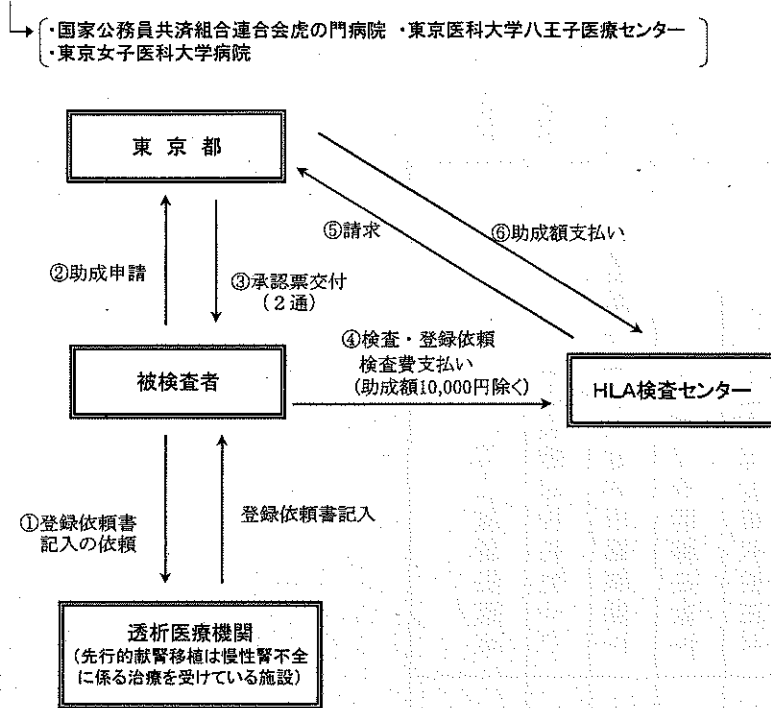 ・国家公務員共済組合連合会虎の門病院 ・東京医科大学八王子医療センター
・東京女子医科大学病院
東 京 都
⑤請求
⑥助成額支払い
②助成申請
③承認票交付
(2通)
④検査・登録依頼
検査費支払い
(助成額10,000円除く)
被検査者
HLA検査センター
①登録依頼書
記入の依頼
登録依頼書記入
透析医療機関
(先行的献腎移植は慢性腎不全
に係る治療を受けている施設)